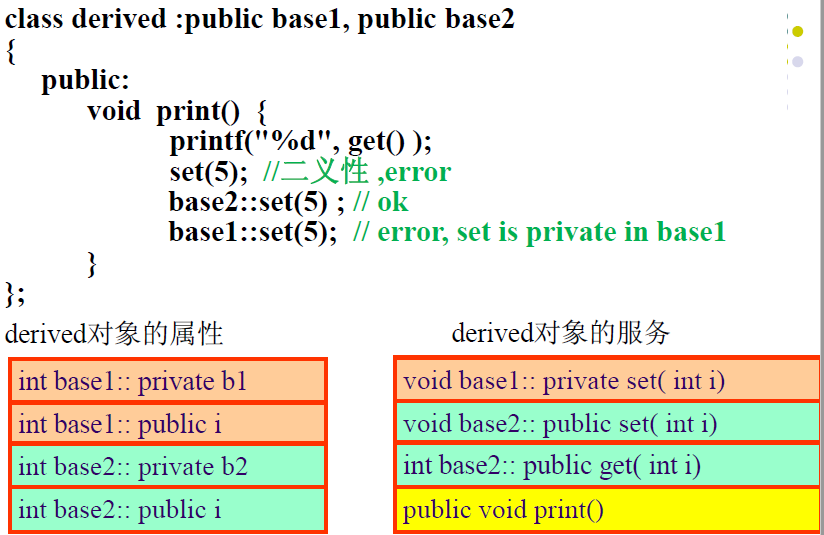 class derived :public base1, public base2
{
public:
void print() {
printf("%d", get() );
set(5); //二义性 ,error
base2::set(5) ; // ok
base1::set(5); // error, set is private in base1
}
};
derived对象的属性
int base1:: private b1
int base1:: public i
int base2:: private b2
int base2:: public i
derived对象的服务
void base1:: private set( int i)
void base2:: public set( int i)
int base2:: public get( int i)
public void print()